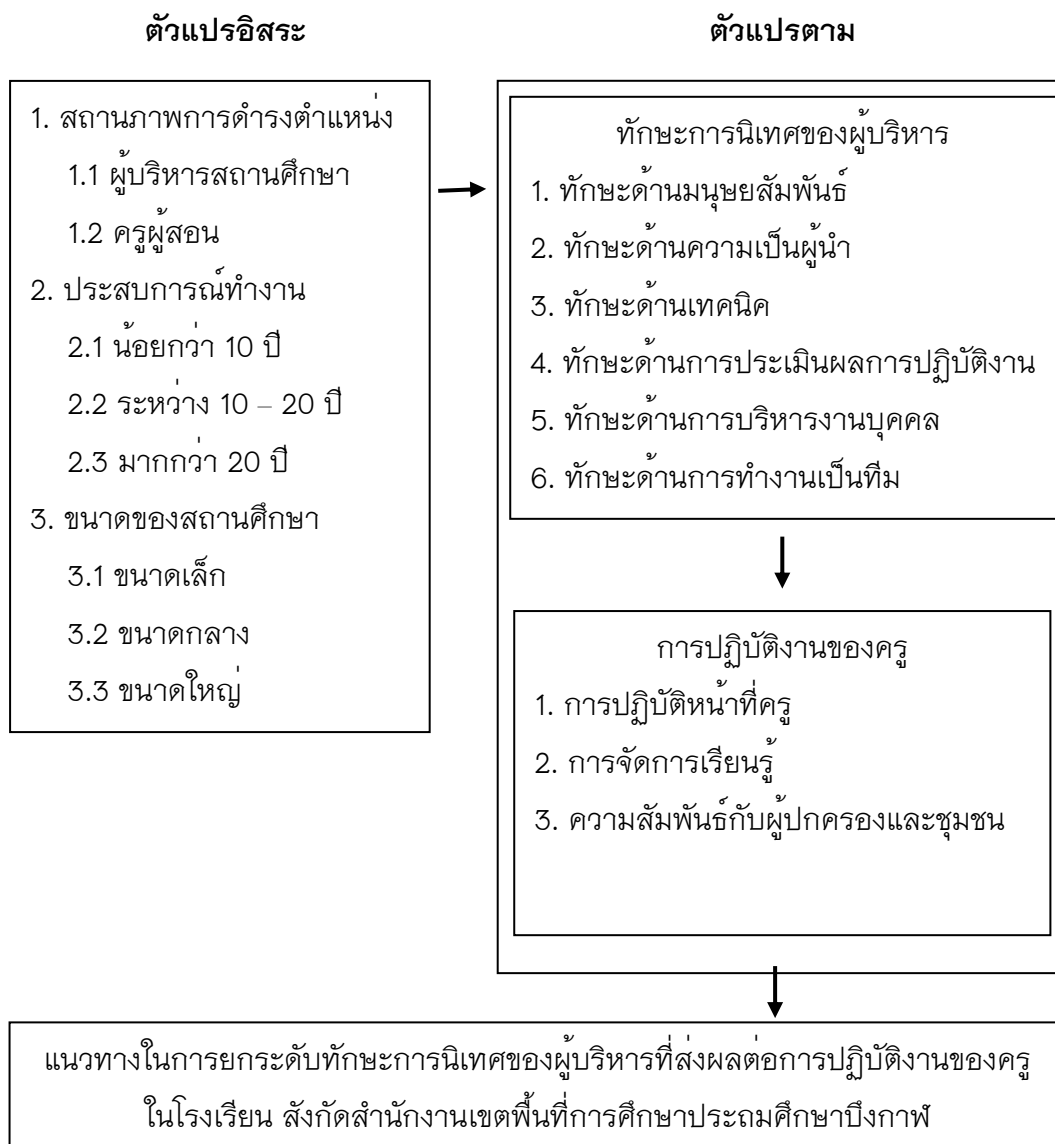 ตัวแปรอิสระ
1. สถานภาพการดำรงตำแหน่ง
1.1 ผู้บริหารสถานศึกษา
1.2 ครูผู้สอน
2. ประสบการณ์ทำงาน
2.1 น้อยกว่า 10 ปี
2.2 ระหว่าง 10 – 20 ปี
2.3 มากกว่า 20 ปี
3. ขนาดของสถานศึกษา
3.1 ขนาดเล็ก
3.2 ขนาดกลาง
3.3 ขนาดใหญ่
ตัวแปรตาม
ทักษะการนิเทศของผู้บริหาร
1. ทักษะด้านมนุษยสัมพันธ์
2. ทักษะด้านความเป็นผู้นำ
3. ทักษะด้านเทคนิค
4. ทักษะด้านการประเมินผลการปฏิบัติงาน
5. ทักษะด้านการบริหารงานบุคคล
6. ทักษะด้านการทำงานเป็นทีม
การปฏิบัติงานของครู
1. การปฏิบัติหน้าที่ครู
2. การจัดการเรียนรู้
3. ความสัมพันธ์กับผู้ปกครองและชุมชน
แนวทางในการยกระดับทักษะการนิเทศของผู้บริหารที่ส่งผลต่อการปฏิบัติงานของครู
ในโรงเรียน สังกัดสำนักงานเขตพื้นที่การศึกษาประถมศึกษาบึงกาฬ